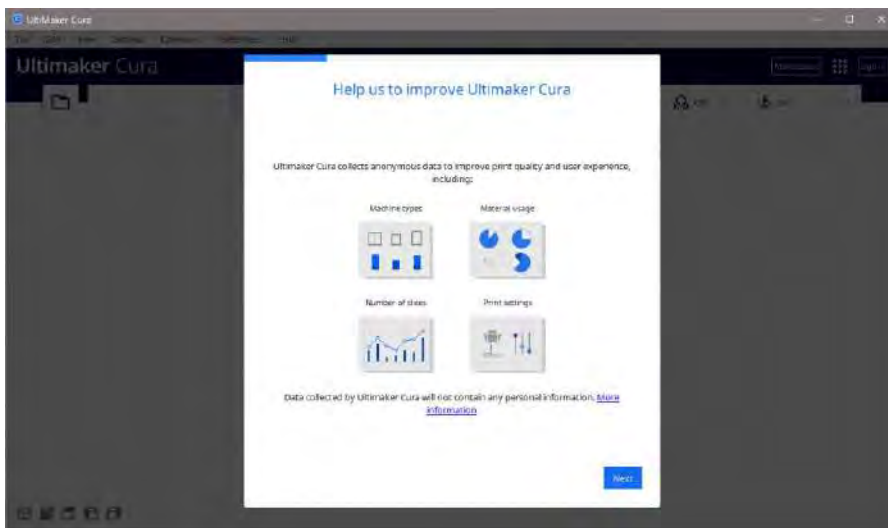 UltiMaker Cura
Ultimaker Cura
Help us to improve Ultimaker Cura
Ultimaker Cura collects anonymous data to improve print quality and user experience,
including:
Machine types
Material usage
Number of slices
Print settings
Data collected by Ultimaker Cura will not contain any personal information. More
information
Next